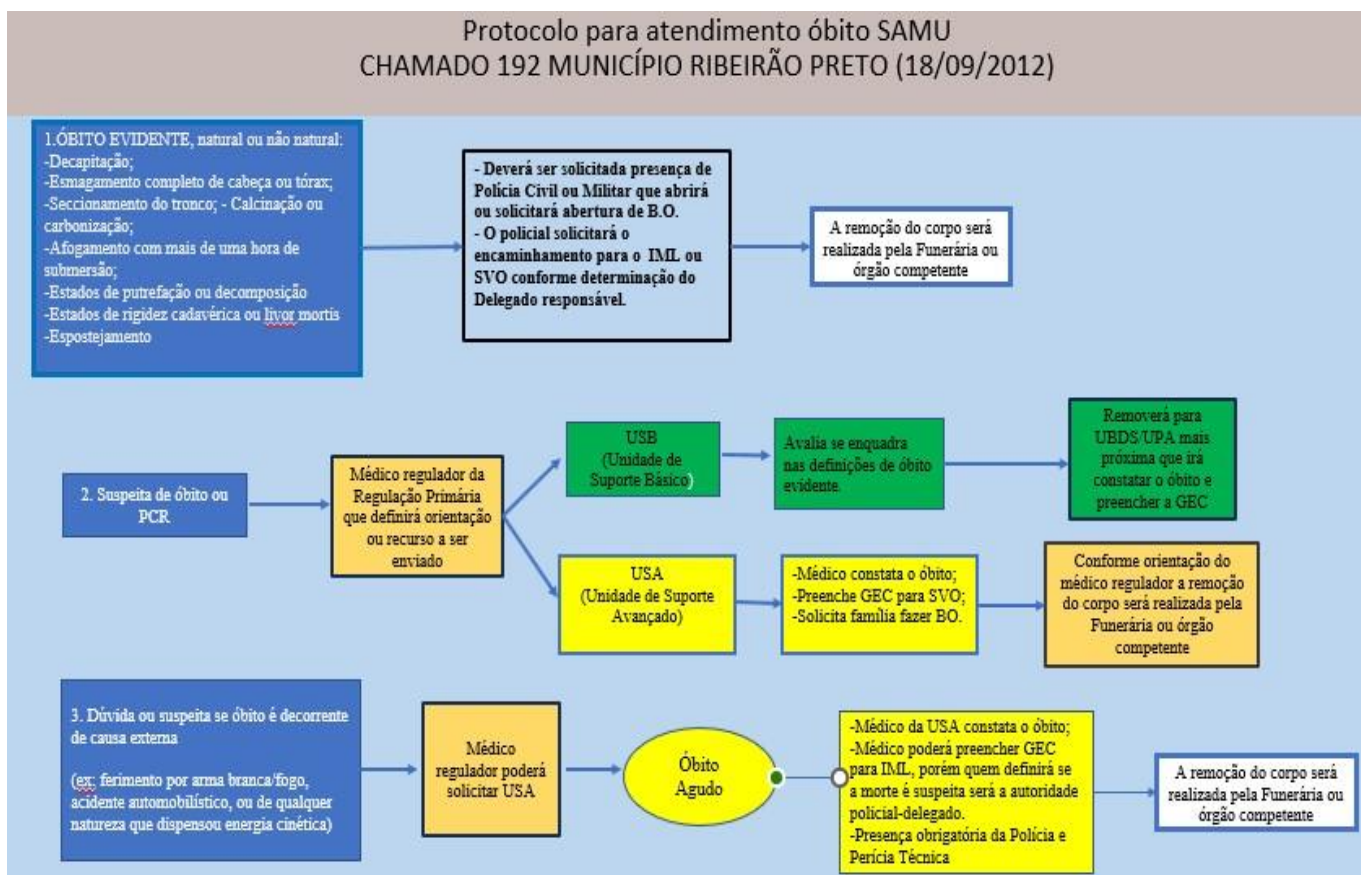 Protocolo para atendimento óbito SAMU
CHAMADO 192 MUNICÍPIO RIBEIRÃO PRETO (18/09/2012)
1.ÓBITO EVIDENTE, natural ou não natural:
-Decapitação;
-Esmagamento completo de cabeça ou tórax;
-Seccionamento do tronco; - Calcinação ou
carbonização;
-Afogamento com mais de uma hora de
submersão;
-Estados de putrefação ou decomposição
-Estados de rigidez cadavérica ou livor mortis
-Espostejamento
- Deverá ser solicitada presença de
Polícia Civil ou Militar que abrirá
ou solicitará abertura de B.O.
- O policial solicitará o
encaminhamento para o IML ou
SVO conforme determinação do
Delegado responsável.
A remoção do corpo será
realizada pela Funerária ou
órgão competente
2. Suspeita de óbito ou
PCR
Médico regulador da
Regulação Primária
que definirá orientação
ou recurso a ser
enviado
USB
(Unidade de
Suporte Básico)
Avalia se enquadra
nas definições de óbito
evidente.
Removerá para
UBDS/UPA mais
próxima que irá
constatar o óbito e
preencher a GEC
USA
(Unidade de Suporte
Avançado)
-Médico constata o óbito;
-Preenche GEC para SVO;
-Solicita família fazer BO.
Conforme orientação do
médico regulador a remoção
do corpo será realizada pela
Funerária ou órgão
competente
3. Dúvida ou suspeita se óbito é decorrente
de causa externa
(ex: ferimento por arma branca/fogo,
acidente automobilístico, ou de qualquer
natureza que dispensou energia cinética)
Médico
regulador poderá
solicitar USA
Óbito
Agudo
-Médico da USA constata o óbito;
-Médico poderá preencher GEC
para IML, porém quem definirá se
a morte é suspeita será a autoridade
policial-delegado.
-Presença obrigatória da Polícia e
Perícia Técnica
A remoção do corpo será
realizada pela Funerária ou
órgão competente